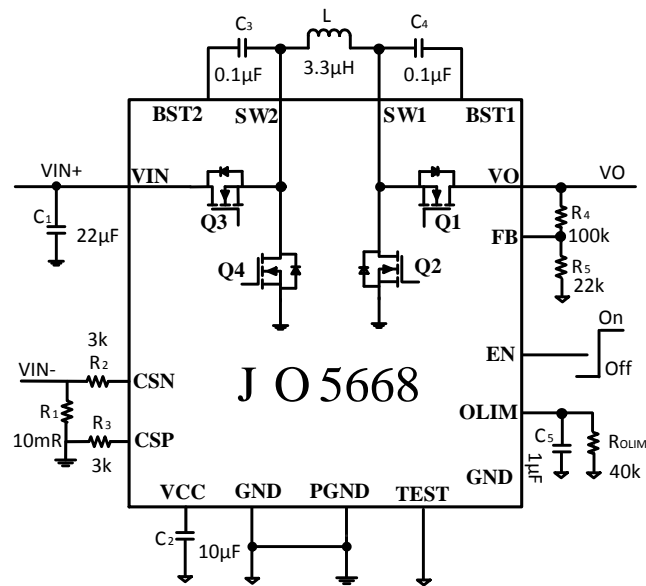 C3
L
C4
0.1µF
3.3µH
0.1µF
BST2
SW2
SW1
BST1
VIN+
VIN
VO
VO
C1
22µF
Q3
Q1
R4
100k
FB
Q4
Q2
R5
22k
On
3k
EN
Off
VIN-
R2
CSN
J O 5668
R1
OLIM
10mR
R3
CSP
C5
ROLIM
3k
1µF
40k
GND
VCC
GND
PGND
TEST
C2
10µF